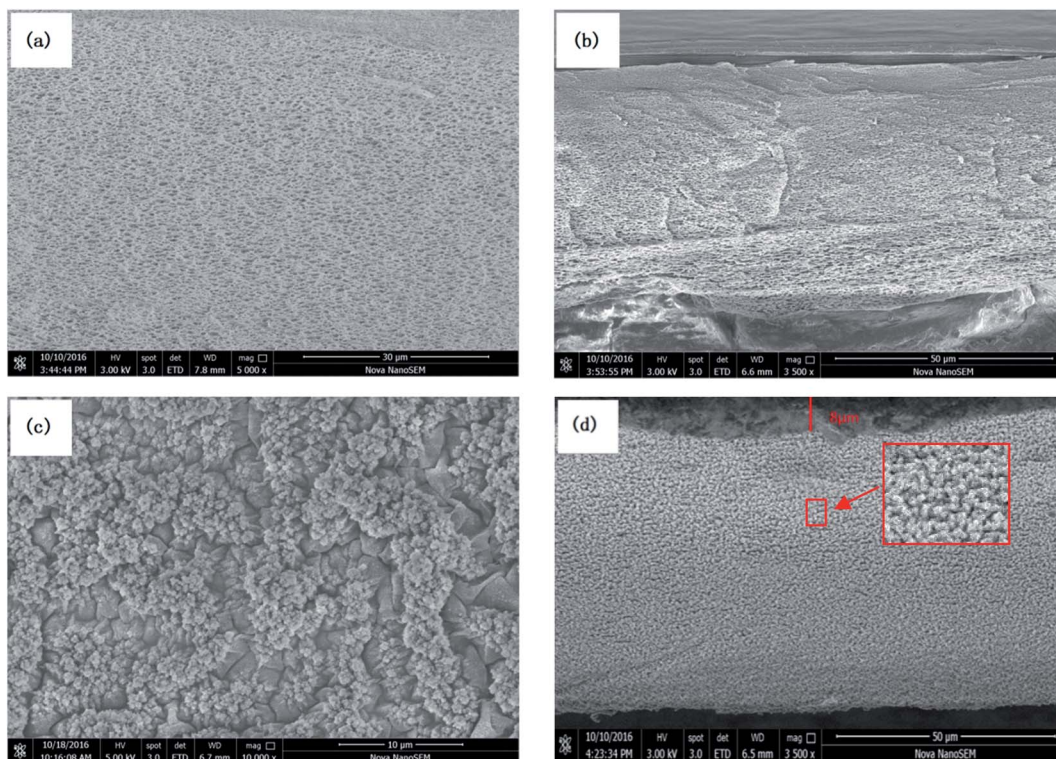 (a)
10/10/2016 HV spot det WD mag □ 30 μm
3:44:44 PM 3.00 kV 3.0 ETD 7.8 mm 5 000 x Nova NanoSEM
(b)
10/10/2016 HV spot det WD mag □ 50 μm
3:53:55 PM 3.00 kV 3.0 ETD 6.6 mm 3 500 x Nova NanoSEM
(c)
10/18/2016 HV spot det WD mag □ 10 μm
10:16:08 AM 5.00 kV 3.0 ETD 6.7 mm 10 000 x Nova NanoSEM
(d)
8μm
10/10/2016 HV spot det WD mag □ 50 μm
4:23:34 PM 3.00 kV 3.0 ETD 6.5 mm 3 500 x Nova NanoSEM